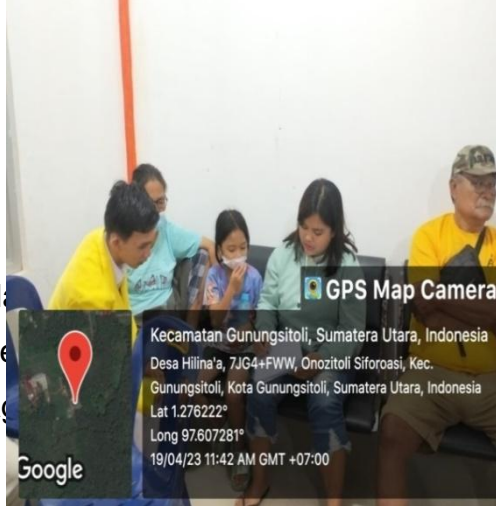 GPS Map Camera
Kecamatan Gunungsitoli, Sumatera Utara, Indonesia
Desa Hilina'a, 7JG4+FWW, Onozitoli Siforoasi, Kec.
Gunungsitoli, Kota Gunungsitoli, Sumatera Utara, Indonesia
Lat 1.276222°
Long 97.607281°
19/04/23 11:42 AM GMT +07:00
Google